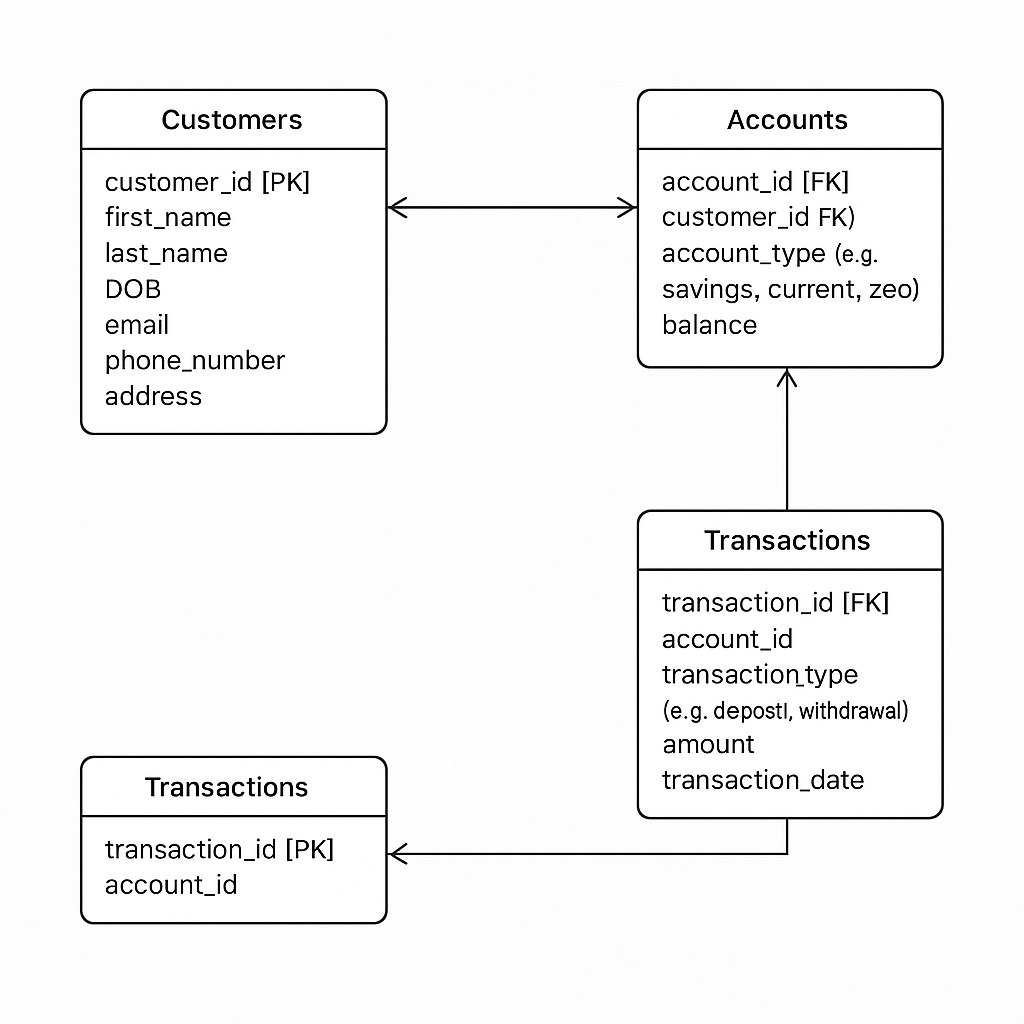 Customers
customer_id [PK]
first_name
last_name
DOB
email
phone_number
address
Accounts
account_id [FK]
customer_id FK)
account_type (e.g.
savings, current, zeo)
balance
Transactions
transaction_id [FK]
account_id
transaction_type
(e.g. depostl, withdrawal)
amount
transaction_date
Transactions
transaction_id [PK]
account_id